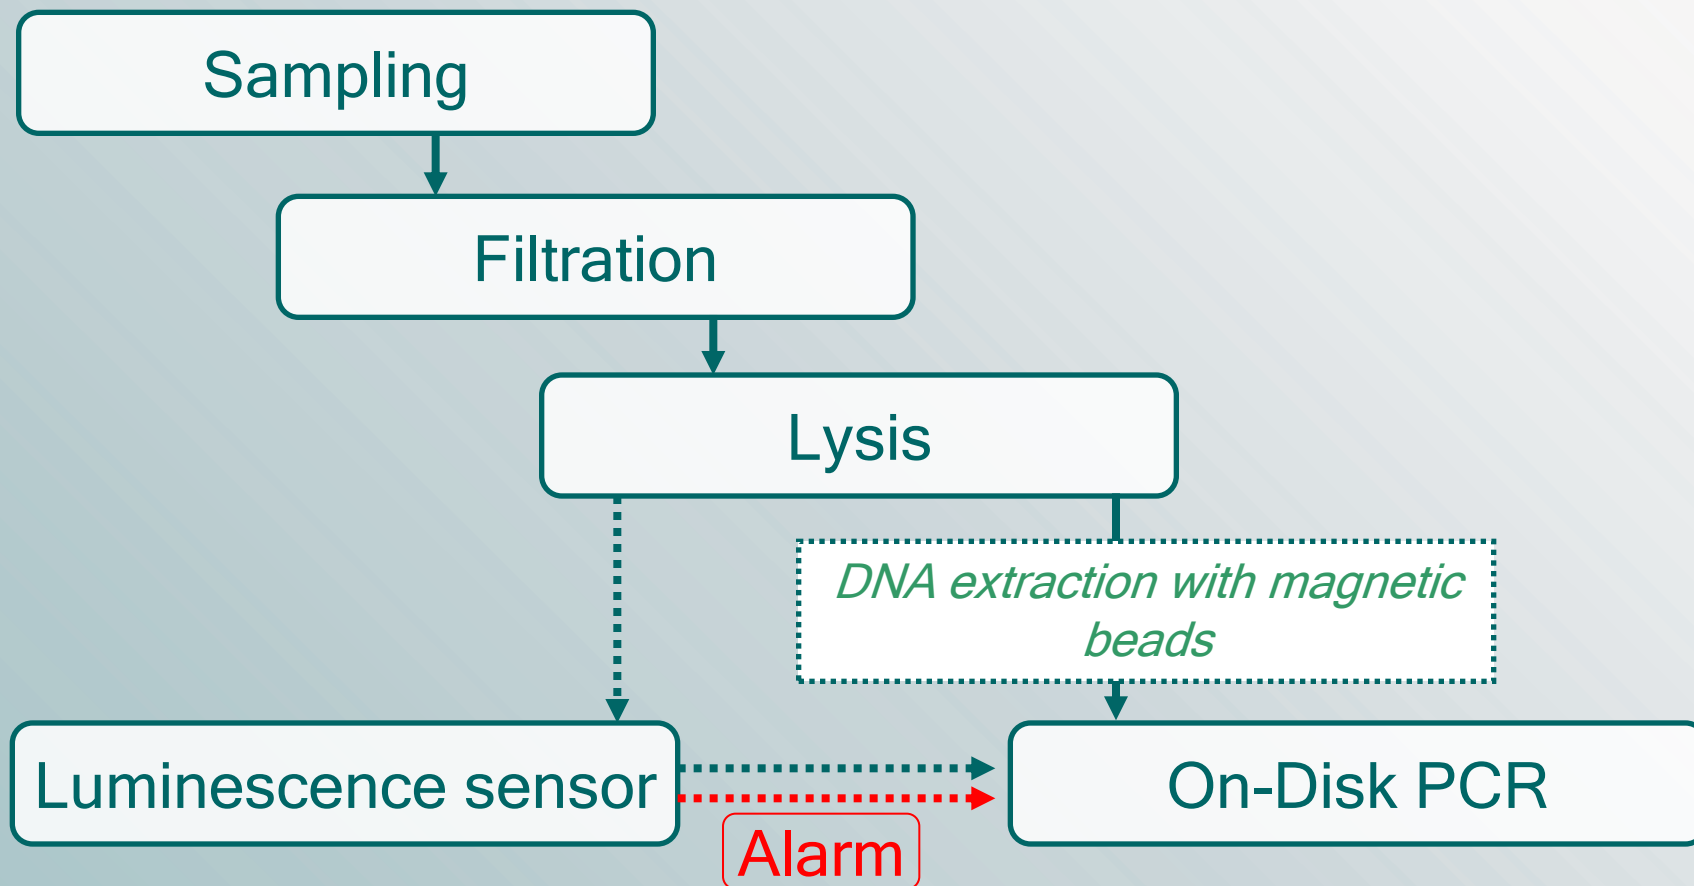 Sampling
Filtration
Lysis
DNA extraction with magnetic
beads
Luminescence sensor
On-Disk PCR
Alarm